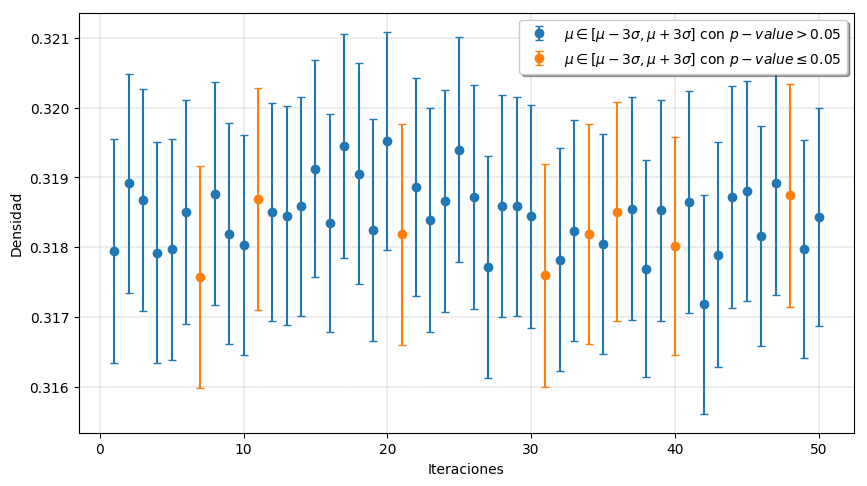 μ ∈ [μ − 3σ, μ + 3σ] con p − value > 0.05
μ ∈ [μ − 3σ, μ + 3σ] con p − value ≤ 0.05
0.321
0.320
0.319
0.318
0.317
0.316
Densidad
0 10 20 30 40 50
Iteraciones